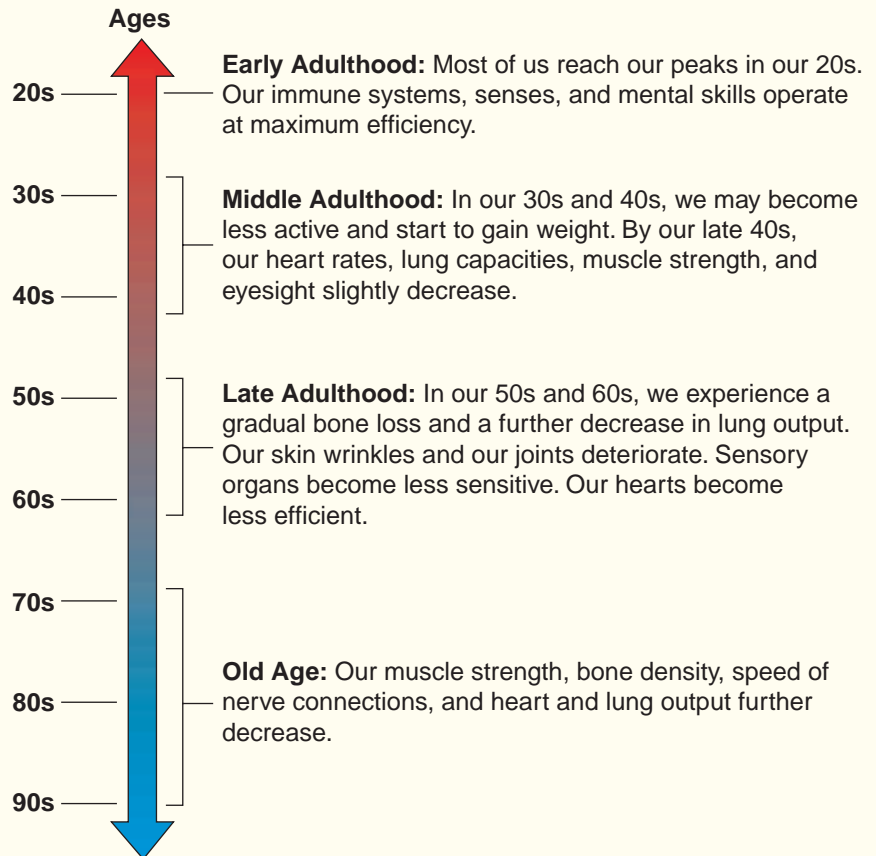 Ages
20s
Early Adulthood: Most of us reach our peaks in our 20s.
Our immune systems, senses, and mental skills operate
at maximum efficiency.
30s
Middle Adulthood: In our 30s and 40s, we may become
less active and start to gain weight. By our late 40s,
our heart rates, lung capacities, muscle strength, and
eyesight slightly decrease.
40s
50s
Late Adulthood: In our 50s and 60s, we experience a
gradual bone loss and a further decrease in lung output.
Our skin wrinkles and our joints deteriorate. Sensory
organs become less sensitive. Our hearts become
less efficient.
60s
70s
Old Age: Our muscle strength, bone density, speed of
nerve connections, and heart and lung output further
decrease.
80s
90s